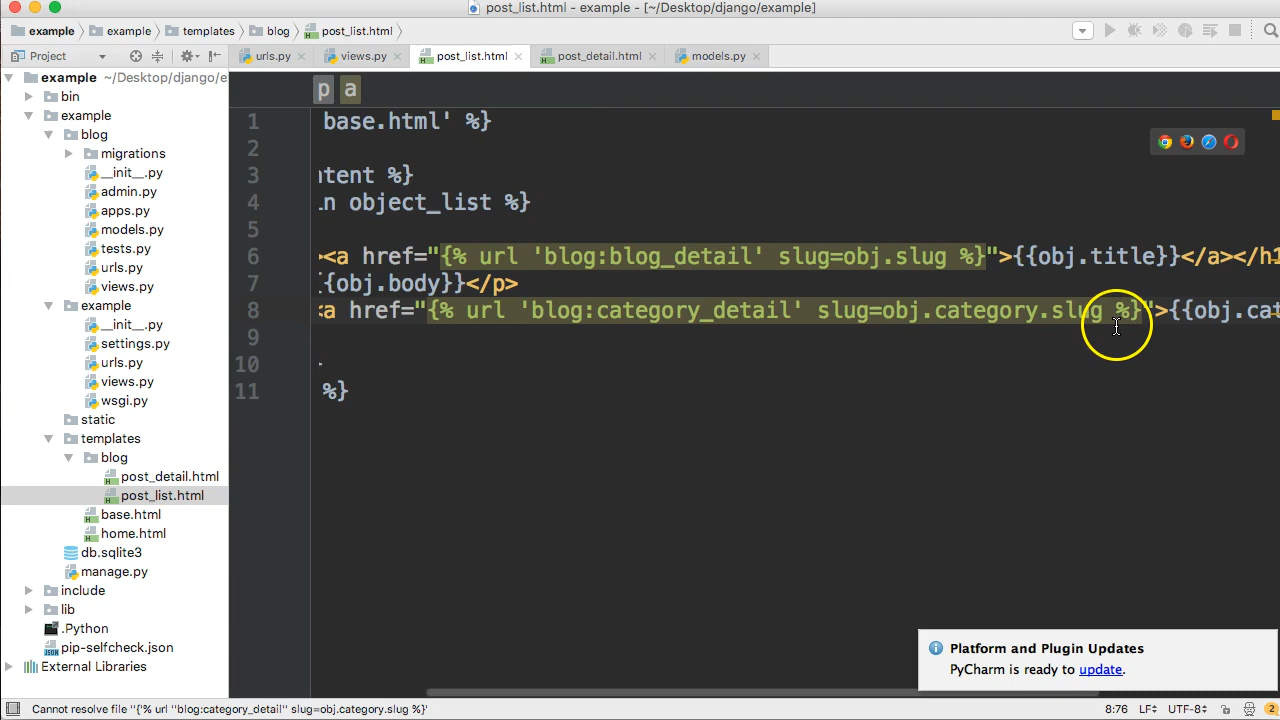 post_list.html - example - [~/Desktop/django/example]
example example templates blog post_list.html
Project urls.py views.py post_list.html post_detail.html models.py
example ~/Desktop/django/e
bin
example
blog
migrations
__init__.py
admin.py
apps.py
models.py
tests.py
urls.py
views.py
example
__init__.py
settings.py
urls.py
views.py
wsgi.py
static
templates
blog
post_detail.html
post_list.html
base.html
home.html
db.sqlite3
manage.py
include
lib
.Python
pip-selfcheck.json
External Libraries
p a
1 base.html' %}
2
3 ntent %}
4 in object_list %}
5
6 ><a href="{% url 'blog:blog_detail' slug=obj.slug %}">{{obj.title}}</a></h1
7 {{obj.body}}</p>
8 <a href="{% url 'blog:category_detail' slug=obj.category.slug %}">{{obj.cat
9
10
11 %}
Platform and Plugin Updates
PyCharm is ready to update.
Cannot resolve file '{% url ''blog:category_detail'' slug=obj.category.slug %}' 8:76 LF UTF-8 2